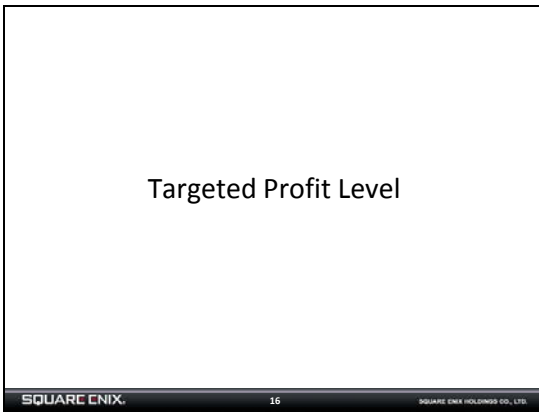 Targeted Profit Level
SQUARE ENIX.
16
SQUARE ENIX HOLDINGS CO., LTD.